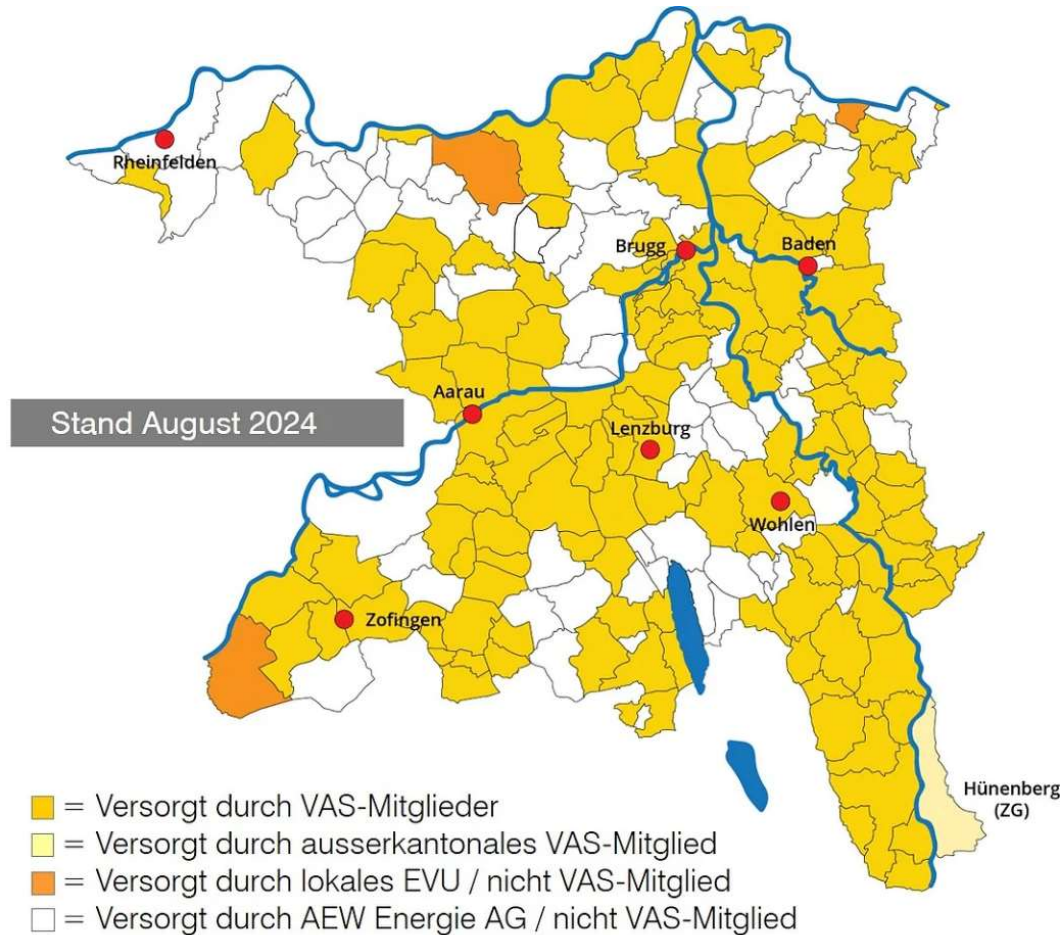 Rheinfelden
Brugg
Baden
Aarau
Stand August 2024
Lenzburg
Wohlen
Zofingen
Hünenberg
(ZG)
= Versorgt durch VAS-Mitglieder
= Versorgt durch ausserkantonales VAS-Mitglied
= Versorgt durch lokales EVU / nicht VAS-Mitglied
= Versorgt durch AEW Energie AG / nicht VAS-Mitglied